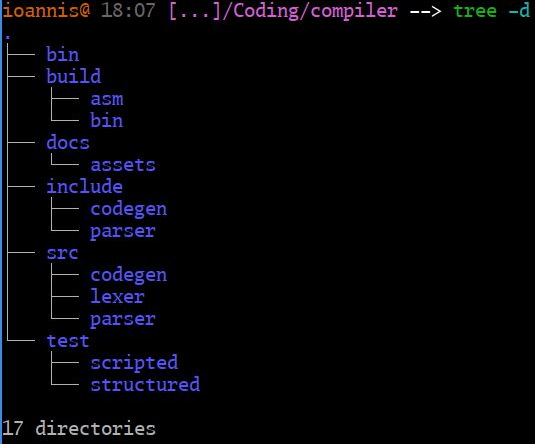 ioannis@ 18:07 [...]/Coding/compiler --> tree -d
.
├── bin
├── build
│   ├── asm
│   └── bin
├── docs
│   └── assets
├── include
│   ├── codegen
│   └── parser
├── src
│   ├── codegen
│   ├── lexer
│   └── parser
└── test
    ├── scripted
    └── structured

17 directories